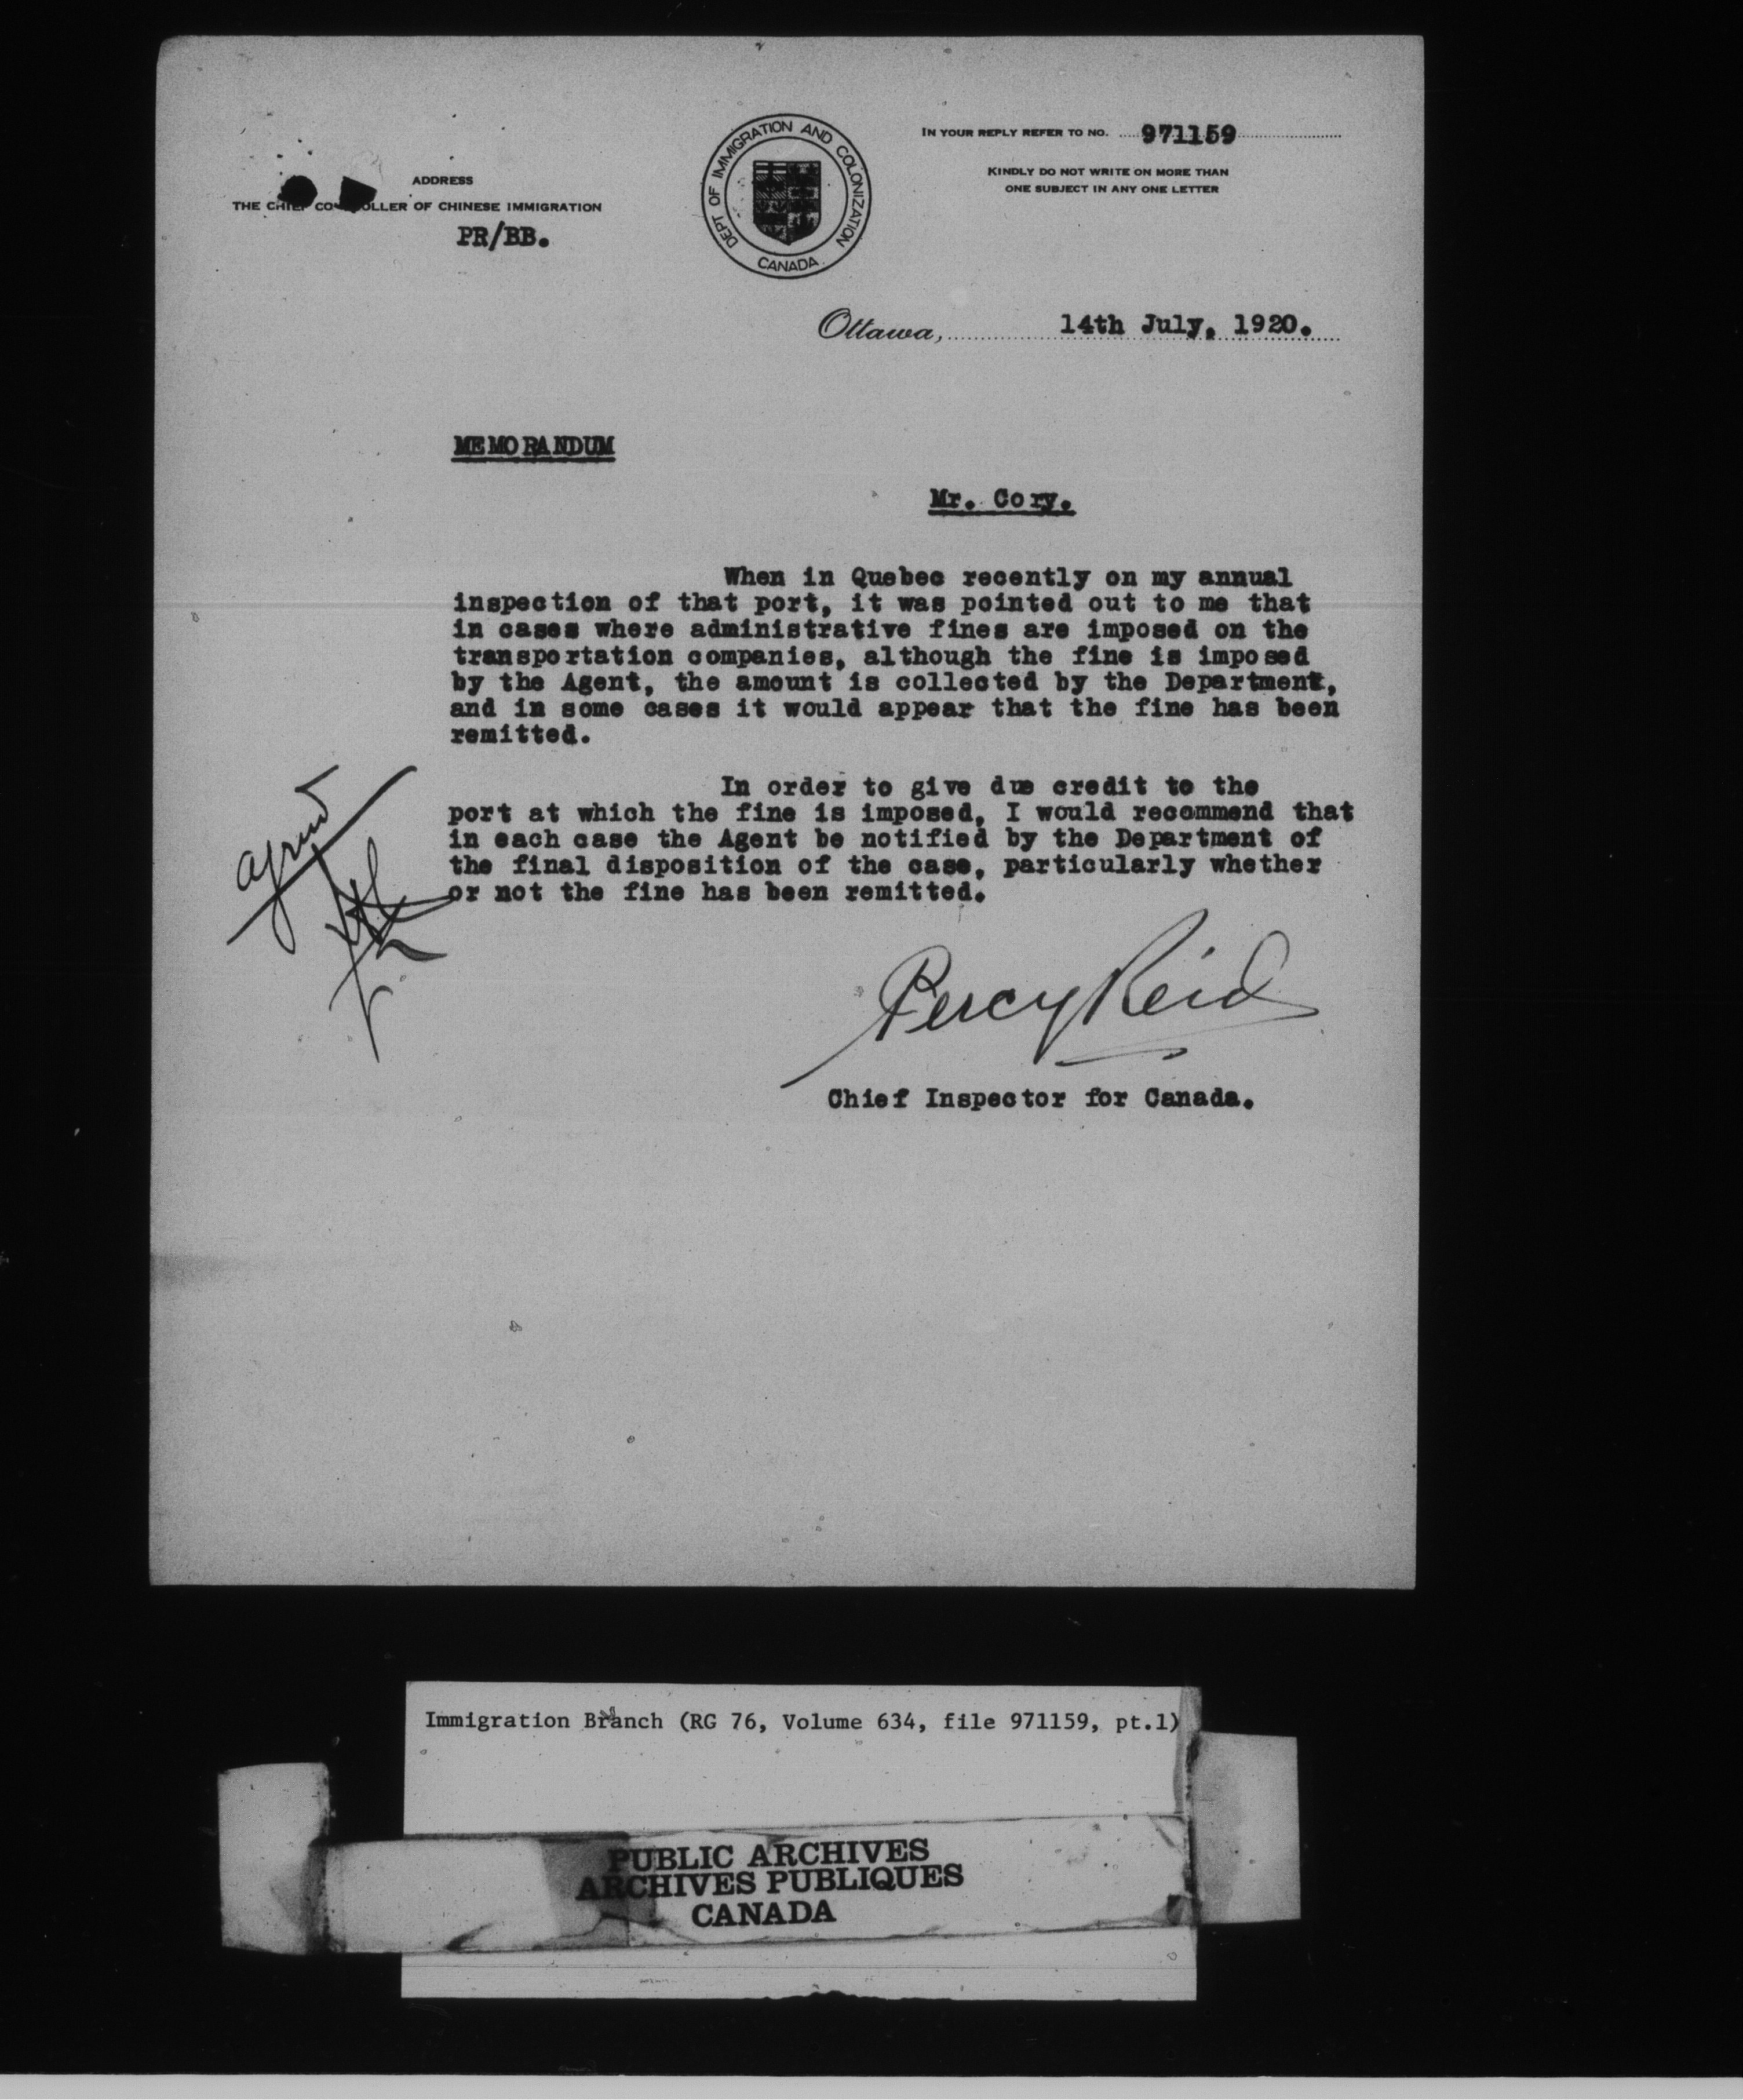 IN YOUR REPLY REFER TO NO. 971159
KINDLY DO NOT WRITE ON MORE THAN
ONE SUBJECT IN ANY ONE LETTER
ADDRESS
THE CHIEF CONTROLLER OF CHINESE IMMIGRATION
PR/BB.
DEPT OF IMMIGRATION AND COLONIZATION
CANADA
Ottawa, 14th July, 1920.
MEMORANDUM
Mr. Cory.
When in Quebec recently on my annual
inspection of that port, it was pointed out to me that
in cases where administrative fines are imposed on the
transportation companies, although the fine is imposed
by the Agent, the amount is collected by the Department,
and in some cases it would appear that the fine has been
remitted.
In order to give due credit to the
port at which the fine is imposed, I would recommend that
in each case the Agent be notified by the Department of
the final disposition of the case, particularly whether
or not the fine has been remitted.
agreed
Percy Reid
Chief Inspector for Canada.
Immigration Branch (RG 76, Volume 634, file 971159, pt.1)
PUBLIC ARCHIVES
ARCHIVES PUBLIQUES
CANADA